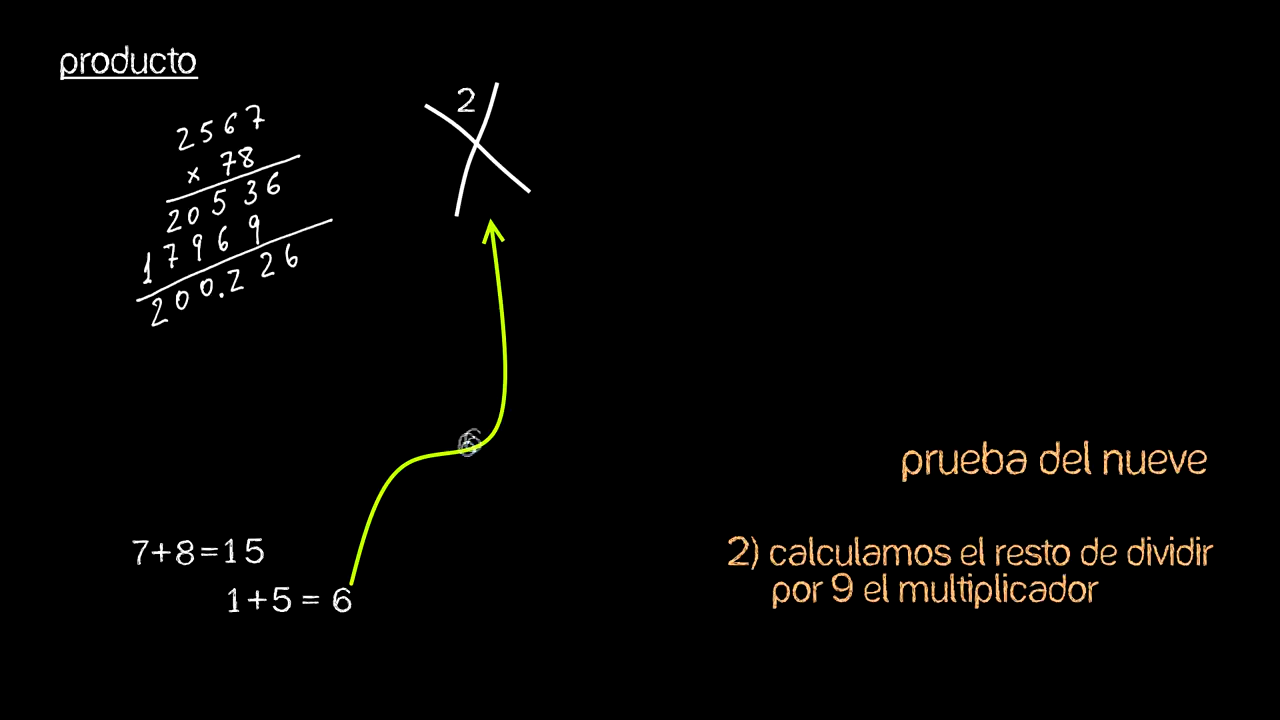 producto
2
2567
x 78
20536
17969
200.226
6
prueba del nueve
7+8=15
1+5 = 6
2) calculamos el resto de dividir
por 9 el multiplicador